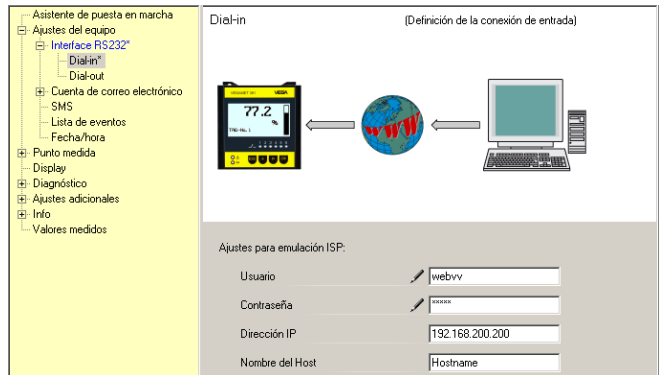 Asistente de puesta en marcha
Ajustes del equipo
Interface RS232*
Dial-in*
Dial-out
Cuenta de correo electrónico
SMS
Lista de eventos
Fecha/hora
Punto medida
Display
Diagnóstico
Ajustes adicionales
Info
Valores medidos
Dial-in
(Definición de la conexión de entrada)
VEGA
77.2
%
WWW
Ajustes para emulación ISP:
Usuario
webvv
Contraseña
xxxxx
Dirección IP
192.168.200.200
Nombre del Host
Hostname